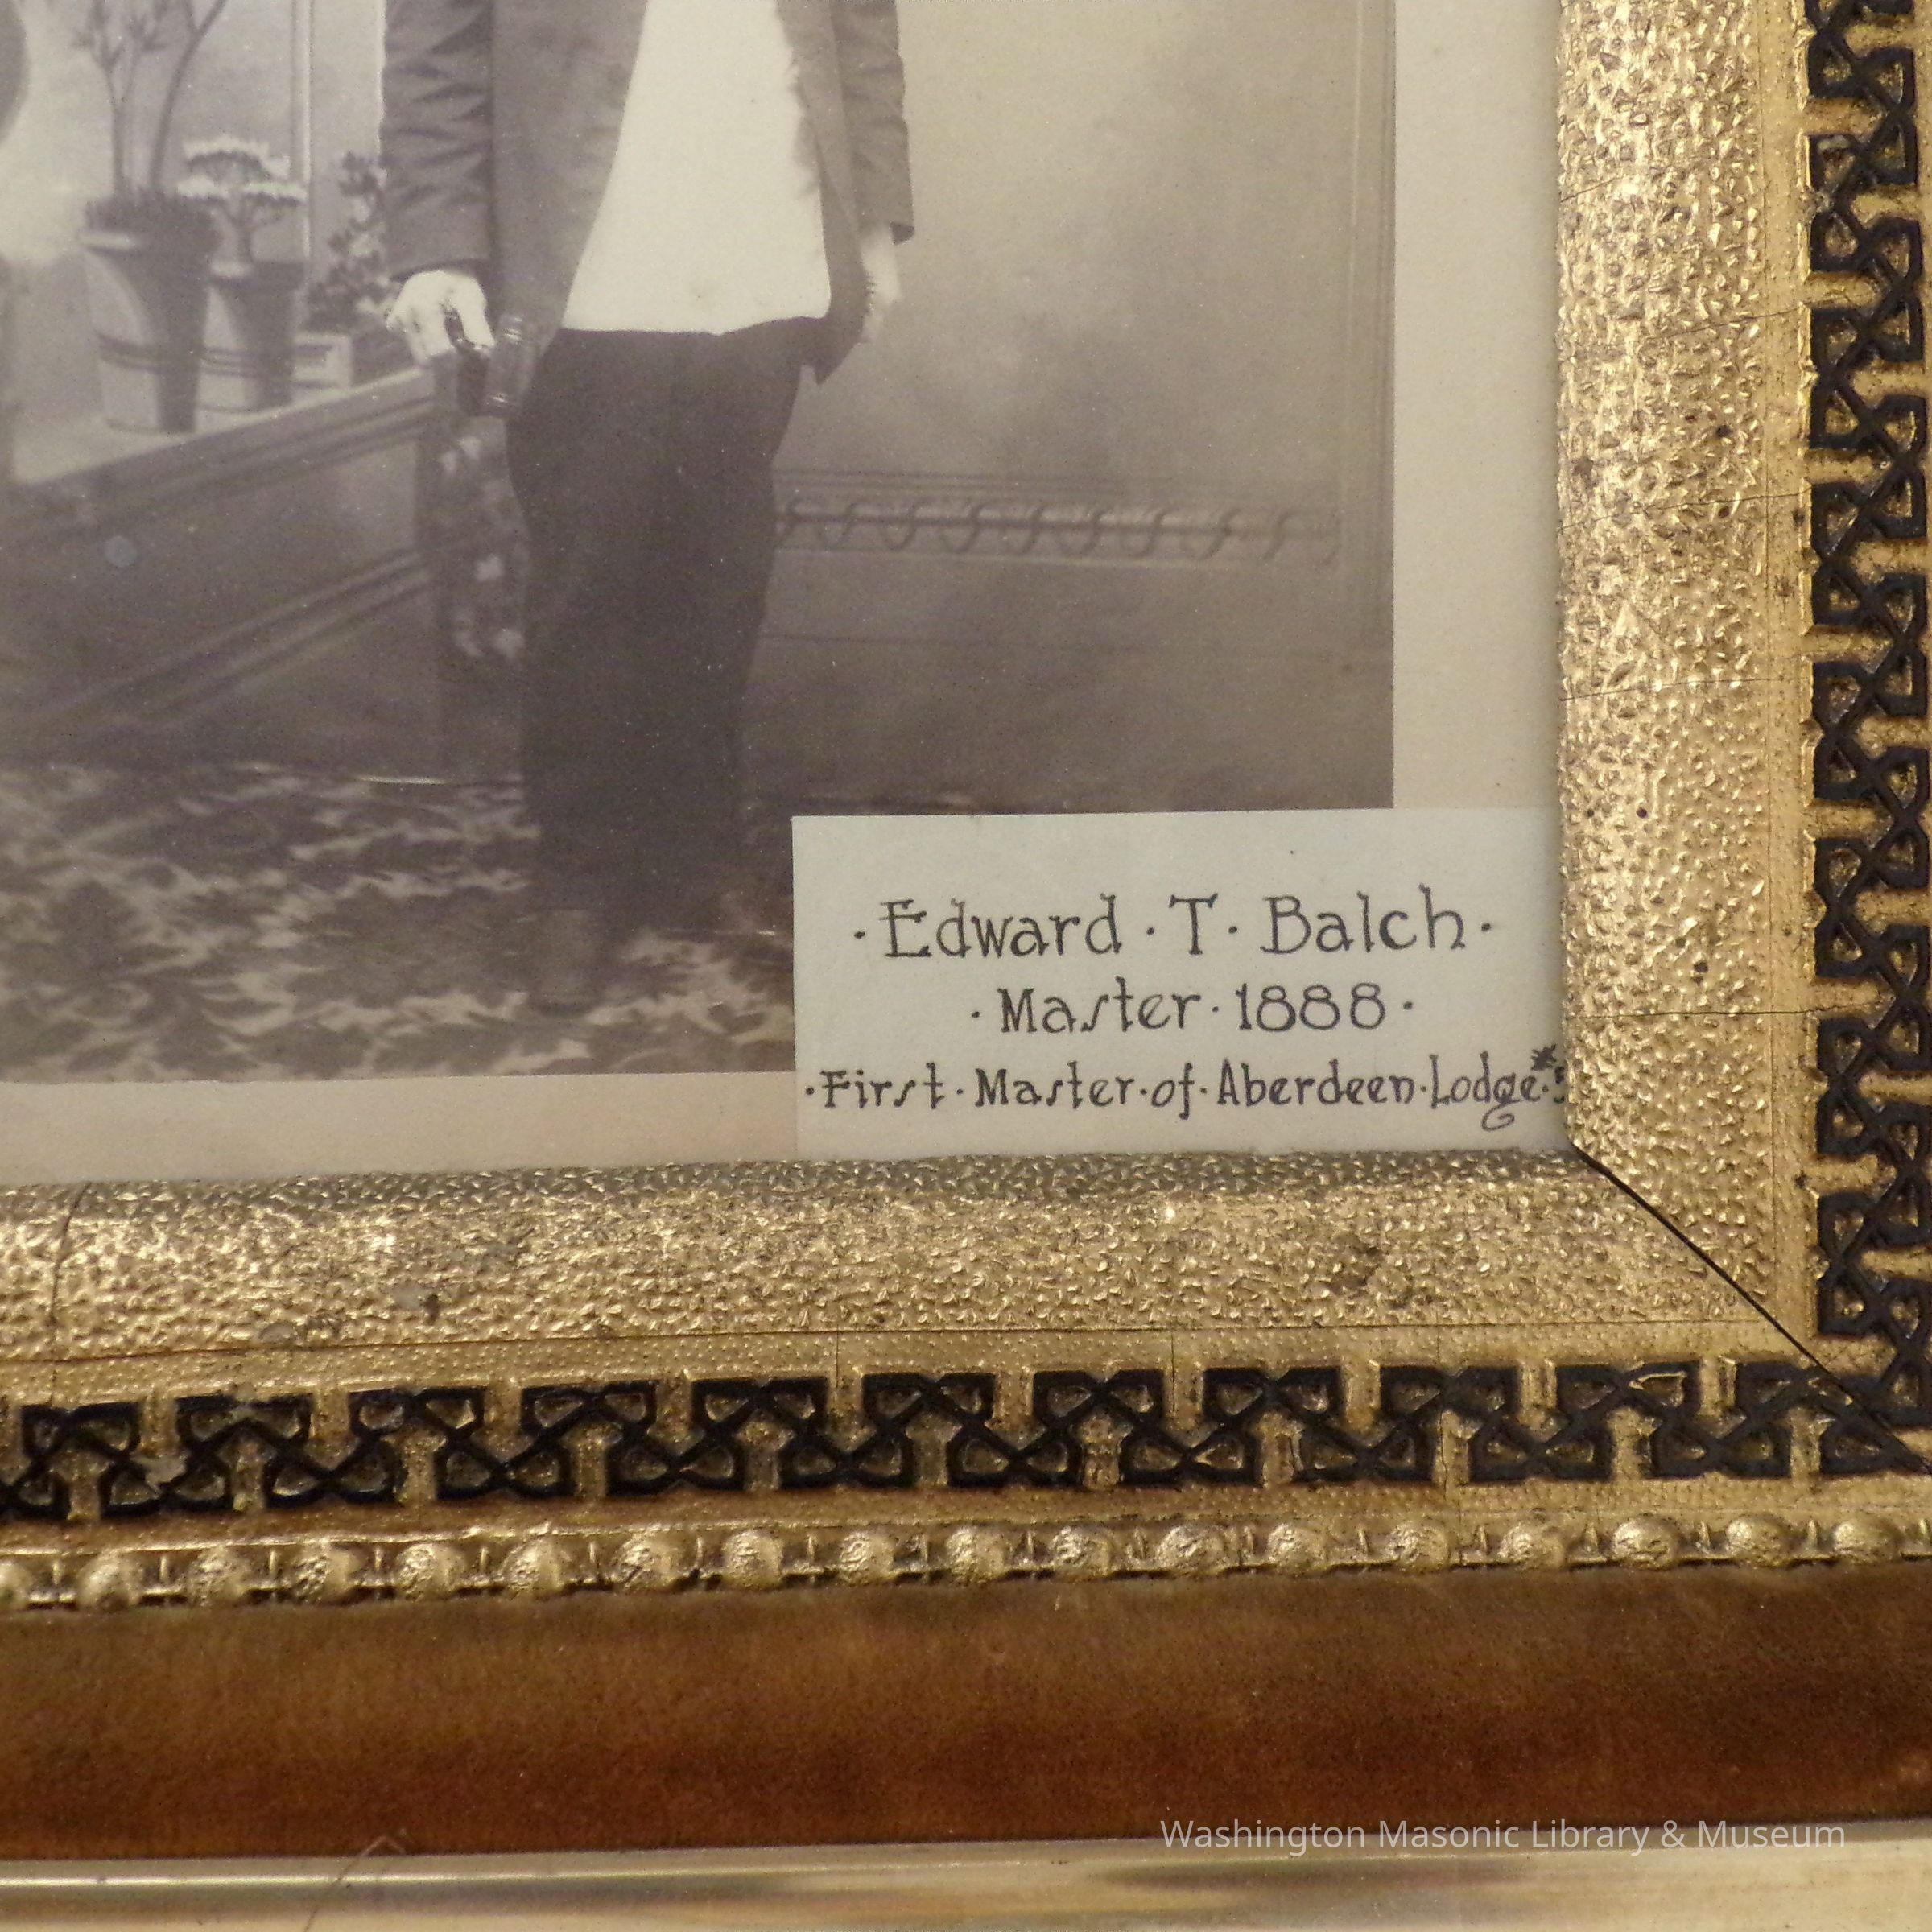 ·Edward·T·Balch·
·Master·1888·
·First·Master·of·Aberdeen·Lodge*·
Washington Masonic Library & Museum